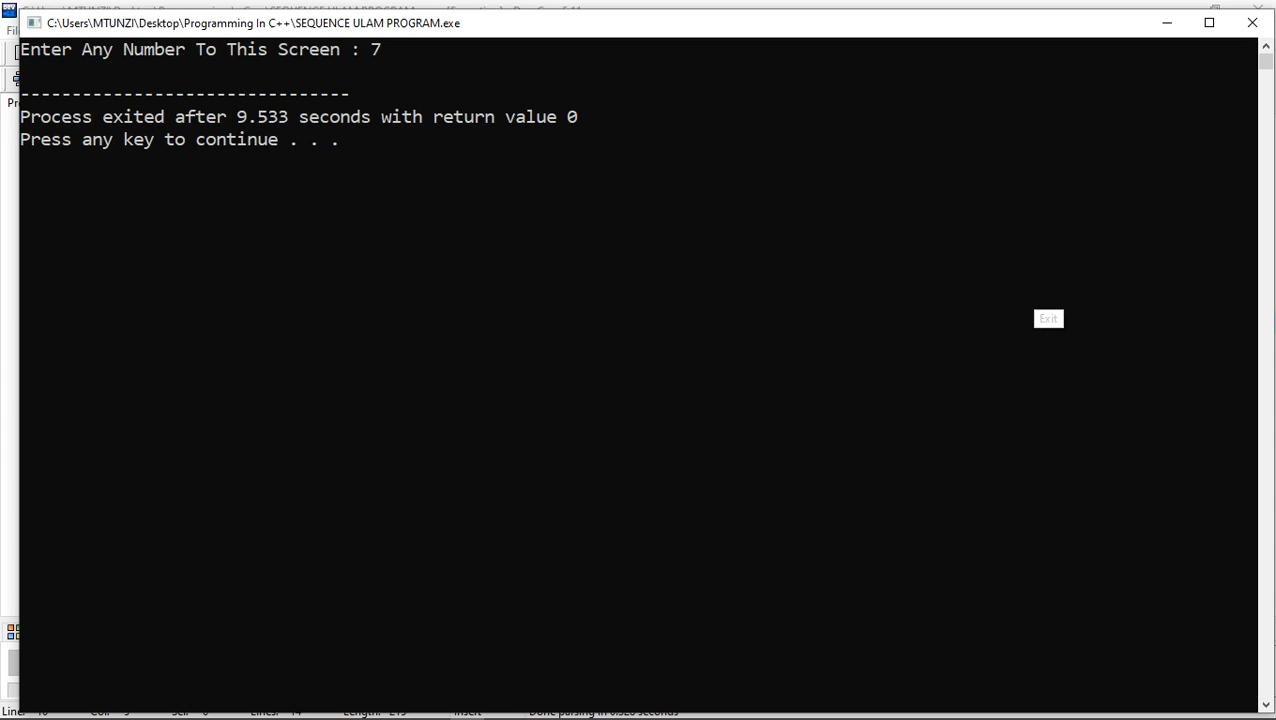 C:\Users\MTUNZI\Desktop\Programming In C++\SEQUENCE ULAM PROGRAM.exe
Enter Any Number To This Screen : 7
--------------------------------
Process exited after 9.533 seconds with return value 0
Press any key to continue . . .
Exit